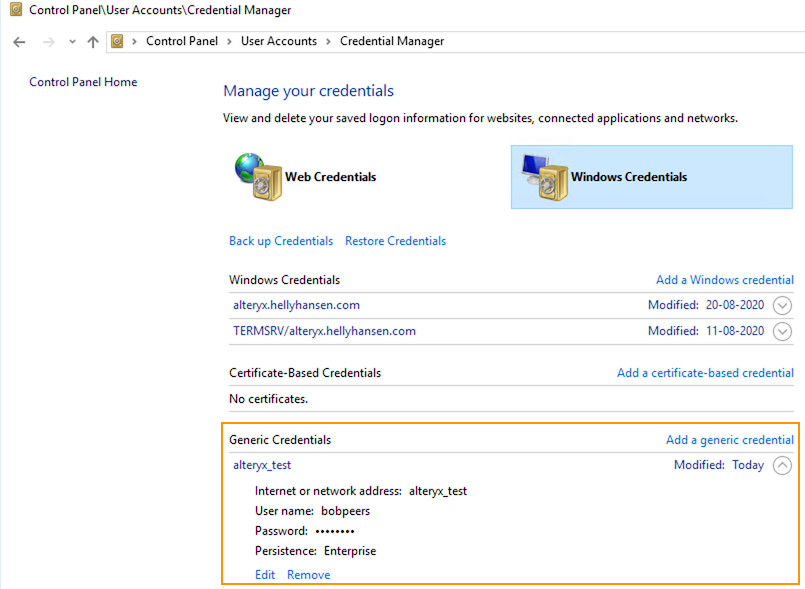 Control Panel\User Accounts\Credential Manager
Control Panel > User Accounts > Credential Manager
Control Panel Home
Manage your credentials
View and delete your saved logon information for websites, connected applications and networks.
Web Credentials
Windows Credentials
Back up Credentials Restore Credentials
Windows Credentials Add a Windows credential
alteryx.hellyhansen.com Modified: 20-08-2020
TERMSRV/alteryx.hellyhansen.com Modified: 11-08-2020
Certificate-Based Credentials Add a certificate-based credential
No certificates.
Generic Credentials Add a generic credential
alteryx_test Modified: Today
Internet or network address: alteryx_test
User name: bobpeers
Password: ••••••••
Persistence: Enterprise
Edit Remove